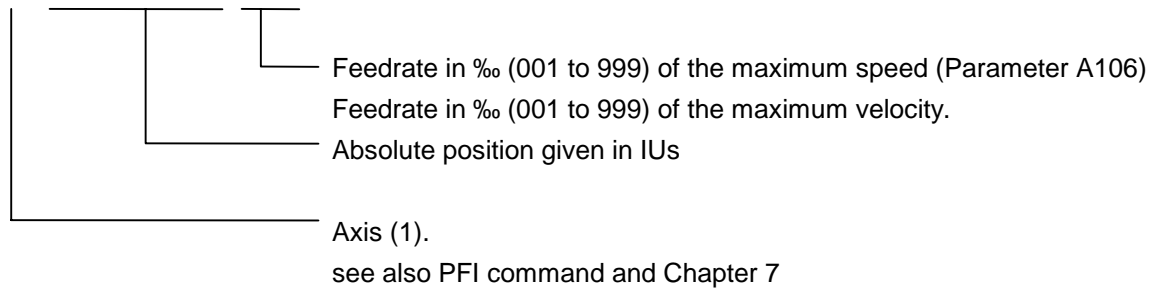 Feedrate in ‰ (001 to 999) of the maximum speed (Parameter A106)
Feedrate in ‰ (001 to 999) of the maximum velocity.
Absolute position given in IUs
Axis (1).
see also PFI command and Chapter 7